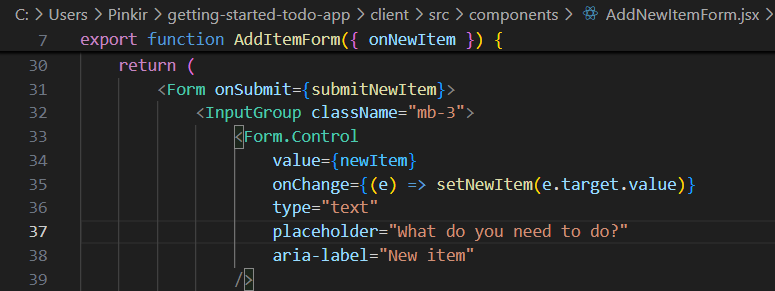 C: > Users > Pinkir > getting-started-todo-app > client > src > components > AddNewItemForm.jsx >
7 export function AddItemForm({ onNewItem }) {
30 return (
31 <Form onSubmit={submitNewItem}>
32 <InputGroup className="mb-3">
33 <Form.Control
34 value={newItem}
35 onChange={(e) => setNewItem(e.target.value)}
36 type="text"
37 placeholder="What do you need to do?"
38 aria-label="New item"
39 />